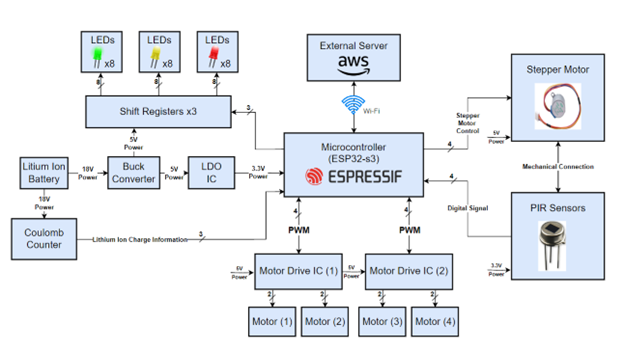 LEDs
x8
8
LEDs
x8
8
LEDs
x8
8
External Server
aws
Wi-Fi
Stepper Motor
Shift Registers x3
3
Stepper
Motor
Control
4
5V
Power
5V
Power
Microcontroller
(ESP32-s3)
ESPRESSIF
Mechanical Connection
Litium Ion
Battery
18V
Power
Buck
Converter
5V
Power
LDO
IC
3.3V
Power
4
Digital Signal
PIR Sensors
18V
Power
Coulomb
Counter
Lithium Ion Charge Information
3
4
PWM
4
PWM
3.3V
Power
5V
Power
Motor Drive IC (1)
5V
Power
Motor Drive IC (2)
2
2
2
2
Motor (1)
Motor (2)
Motor (3)
Motor (4)